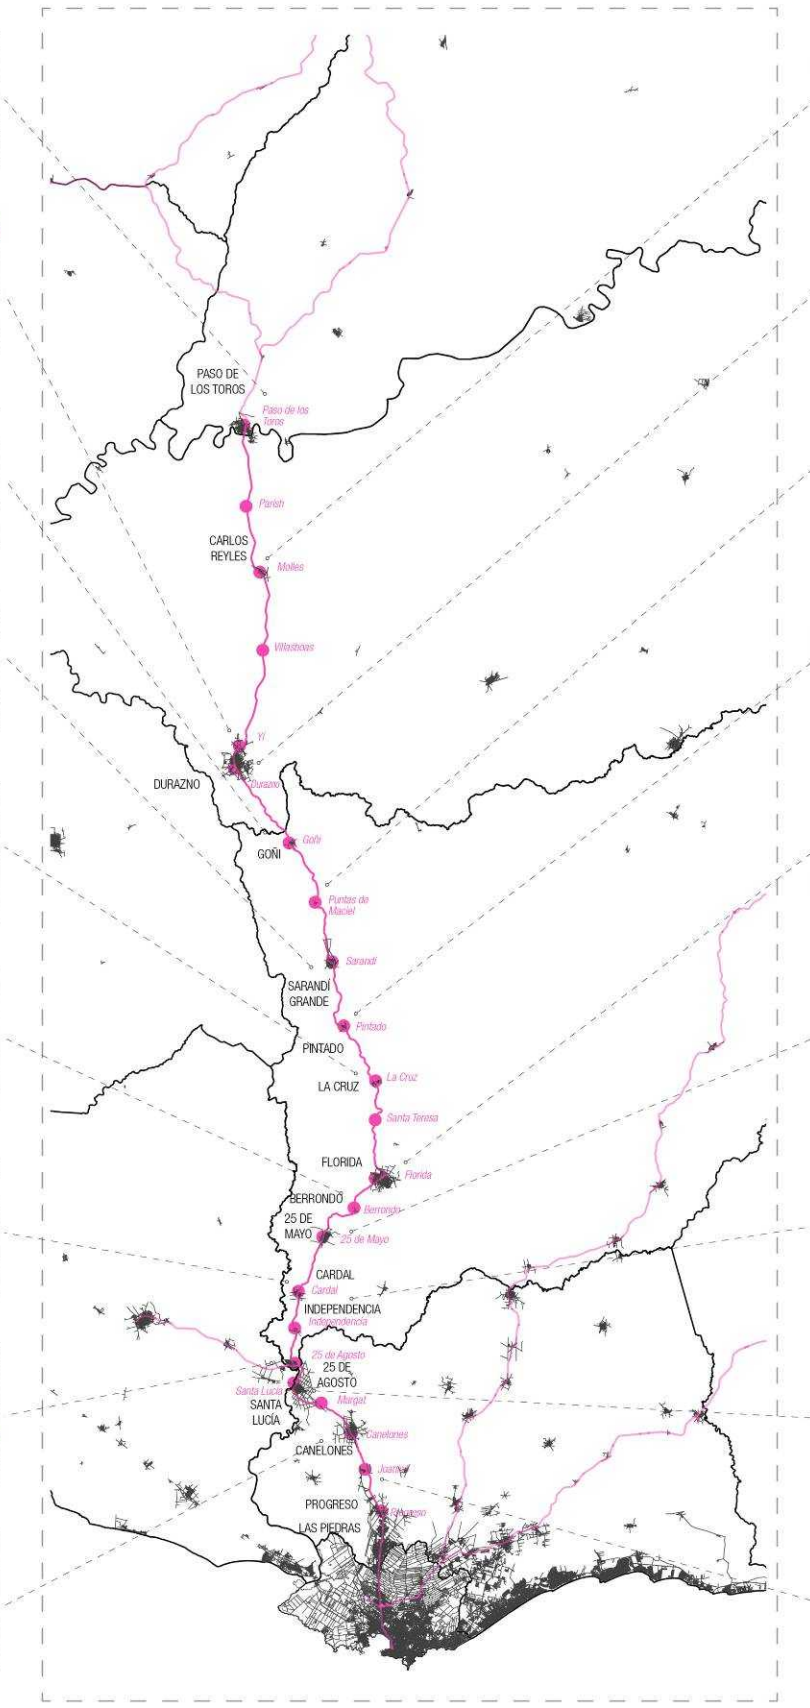 PASO DE
LOS TOROS
Paso de los
Toros
Parish
CARLOS
REYLES
Molles
Villasboas
Yí
DURAZNO
Durazno
Goñi
GOÑI
Puntas de
Maciel
Sarandí
SARANDÍ
GRANDE
Pintado
PINTADO
La Cruz
LA CRUZ
Santa Teresa
FLORIDA
Florida
BERRONDO
Berrondo
25 DE
MAYO
25 de Mayo
CARDAL
Cardal
INDEPENDENCIA
Independencia
25 de Agosto
25 DE
AGOSTO
Santa Lucía
SANTA
LUCÍA
Margat
Canelones
CANELONES
PROGRESO
Progreso
LAS PIEDRAS